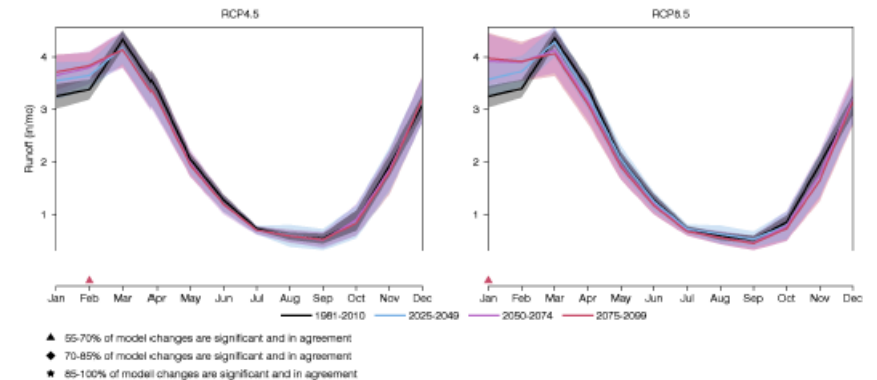 RCP4.5 RCP8.5
4 4
3 3
2 2
1 1
Runoff (in/mo)
Jan Feb Mar Apr May Jun Jul Aug Sep Oct Nov Dec Jan Feb Mar Apr May Jun Jul Aug Sep Oct Nov Dec
1981-2010 2025-2049 2050-2074 2075-2099
55-70% of model changes are significant and in agreement
70-85% of model changes are significant and in agreement
85-100% of model changes are significant and in agreement